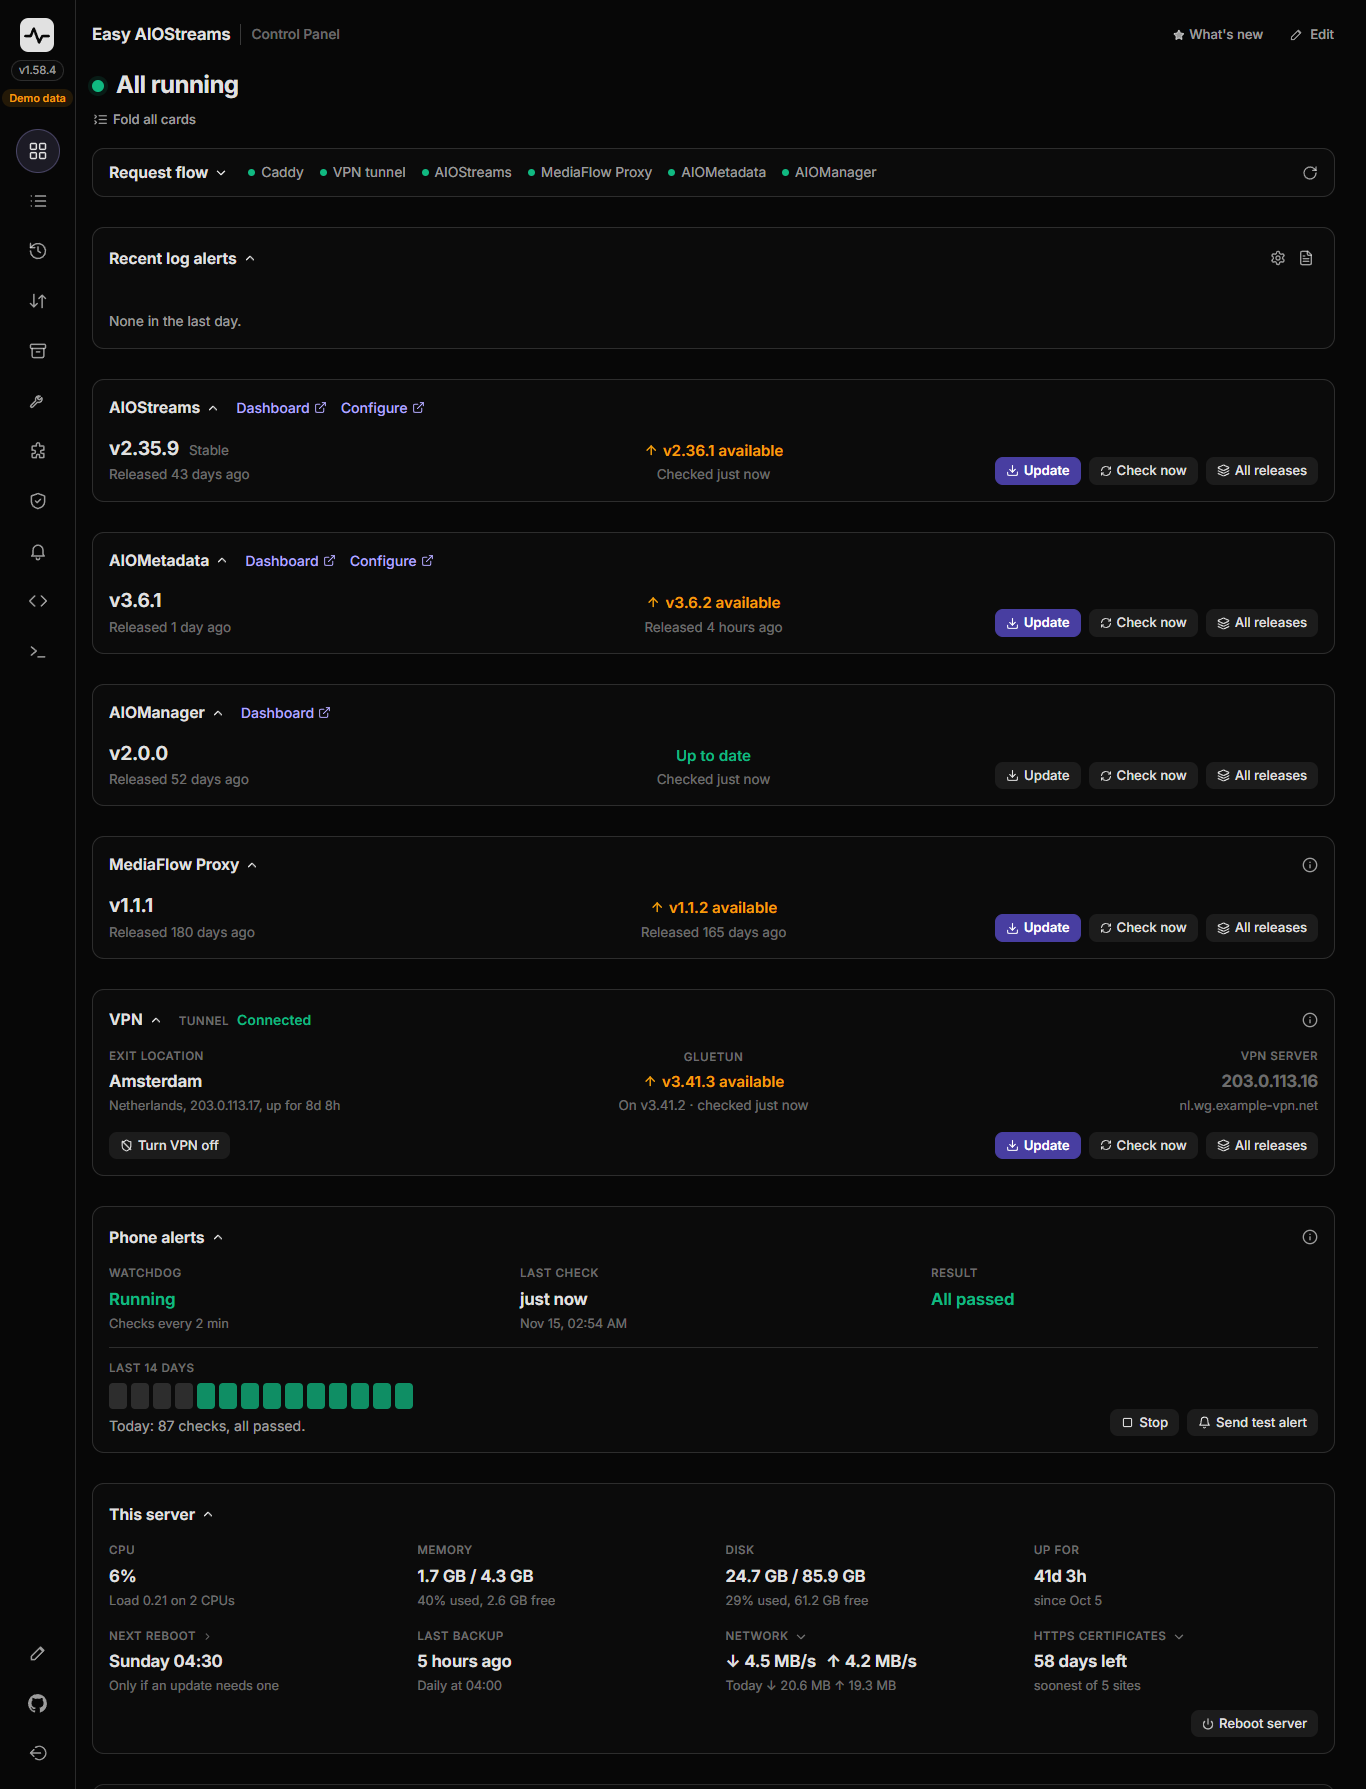 Easy AIOStreams
Control Panel
What's new
Edit
v1.58.4
Demo data
All running
Fold all cards
Request flow
Caddy
VPN tunnel
AIOStreams
MediaFlow Proxy
AIOMetadata
AIOManager
Recent log alerts
None in the last day.
AIOStreams
Dashboard
Configure
v2.35.9 Stable
Released 43 days ago
v2.36.1 available
Checked just now
Update
Check now
All releases
AIOMetadata
Dashboard
Configure
v3.6.1
Released 1 day ago
v3.6.2 available
Released 4 hours ago
Update
Check now
All releases
AIOManager
Dashboard
v2.0.0
Released 52 days ago
Up to date
Checked just now
Update
Check now
All releases
MediaFlow Proxy
v1.1.1
Released 180 days ago
v1.1.2 available
Released 165 days ago
Update
Check now
All releases
VPN
TUNNEL Connected
EXIT LOCATION
Amsterdam
Netherlands, 203.0.113.17, up for 8d 8h
GLUETUN
v3.41.3 available
On v3.41.2 · checked just now
VPN SERVER
203.0.113.16
nl.wg.example-vpn.net
Turn VPN off
Update
Check now
All releases
Phone alerts
WATCHDOG
Running
Checks every 2 min
LAST CHECK
just now
Nov 15, 02:54 AM
RESULT
All passed
LAST 14 DAYS
Today: 87 checks, all passed.
Stop
Send test alert
This server
CPU
6%
Load 0.21 on 2 CPUs
MEMORY
1.7 GB / 4.3 GB
40% used, 2.6 GB free
DISK
24.7 GB / 85.9 GB
29% used, 61.2 GB free
UP FOR
41d 3h
since Oct 5
NEXT REBOOT
Sunday 04:30
Only if an update needs one
LAST BACKUP
5 hours ago
Daily at 04:00
NETWORK
↓ 4.5 MB/s ↑ 4.2 MB/s
Today ↓ 20.6 MB ↑ 19.3 MB
HTTPS CERTIFICATES
58 days left
soonest of 5 sites
Reboot server